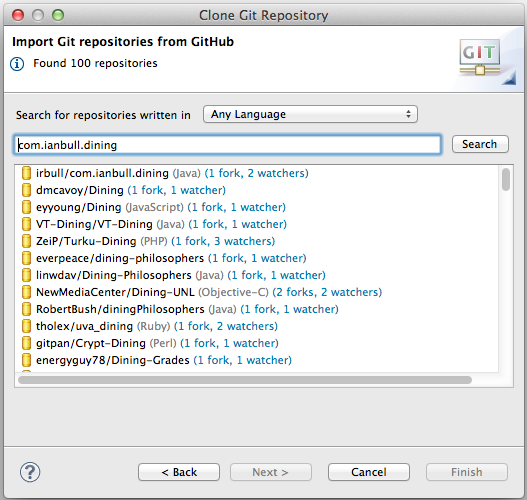 Clone Git Repository
Import Git repositories from GitHub
Found 100 repositories
GIT
Search for repositories written in Any Language
com.ianbull.dining Search
irbull/com.ianbull.dining (Java) (1 fork, 2 watchers)
dmcavoy/Dining (1 fork, 1 watcher)
eyyoung/Dining (JavaScript) (1 fork, 1 watcher)
VT-Dining/VT-Dining (Java) (1 fork, 1 watcher)
ZeiP/Turku-Dining (PHP) (1 fork, 3 watchers)
everpeace/dining-philosophers (1 fork, 1 watcher)
linwdav/Dining-Philosophers (Java) (1 fork, 1 watcher)
NewMediaCenter/Dining-UNL (Objective-C) (2 forks, 2 watchers)
RobertBush/diningPhilosophers (Java) (1 fork, 1 watcher)
tholex/uva_dining (Ruby) (1 fork, 2 watchers)
gitpan/Crypt-Dining (Perl) (1 fork, 1 watcher)
energyguy78/Dining-Grades (1 fork, 1 watcher)
? < Back Next > Cancel Finish